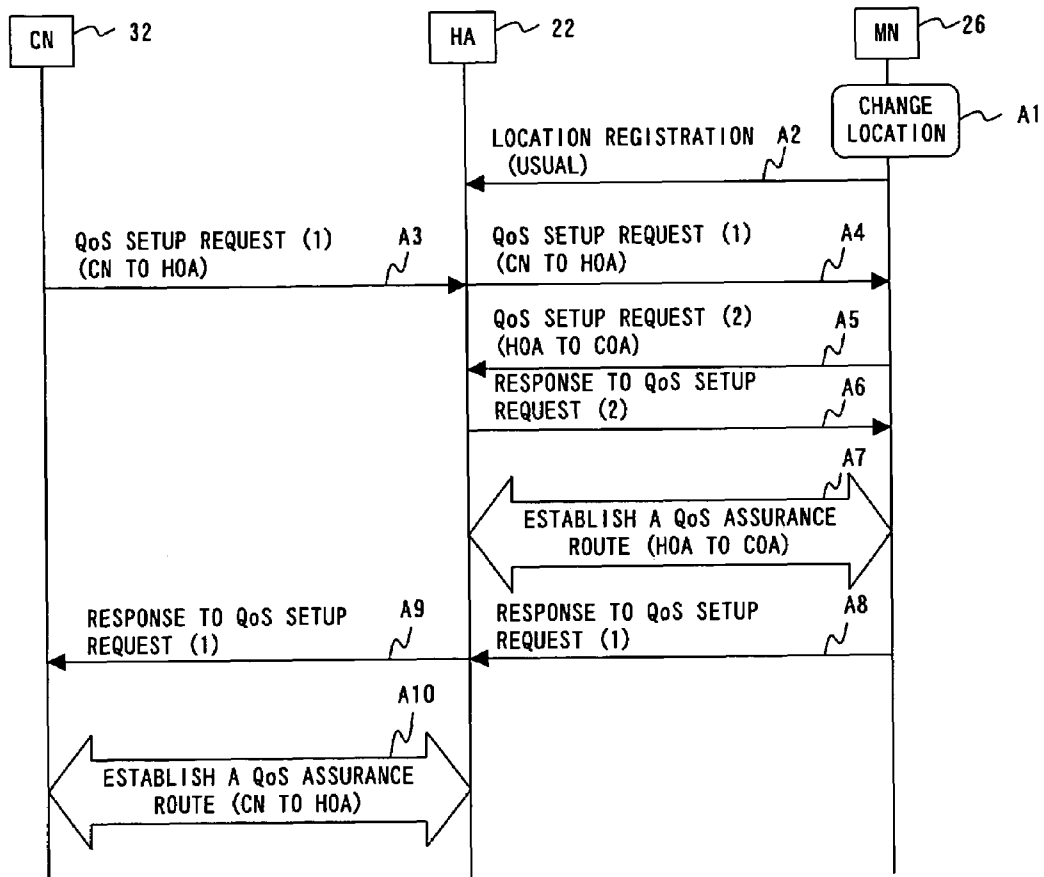 CN
32
HA
22
MN
26
CHANGE
LOCATION
A1
LOCATION REGISTRATION
(USUAL)
A2
QoS SETUP REQUEST (1)
(CN TO HOA)
A3
QoS SETUP REQUEST (1)
(CN TO HOA)
A4
QoS SETUP REQUEST (2)
(HOA TO COA)
A5
RESPONSE TO QoS SETUP
REQUEST (2)
A6
A7
ESTABLISH A QoS ASSURANCE
ROUTE (HOA TO COA)
RESPONSE TO QoS SETUP
REQUEST (1)
A9
RESPONSE TO QoS SETUP
REQUEST (1)
A8
A10
ESTABLISH A QoS ASSURANCE
ROUTE (CN TO HOA)